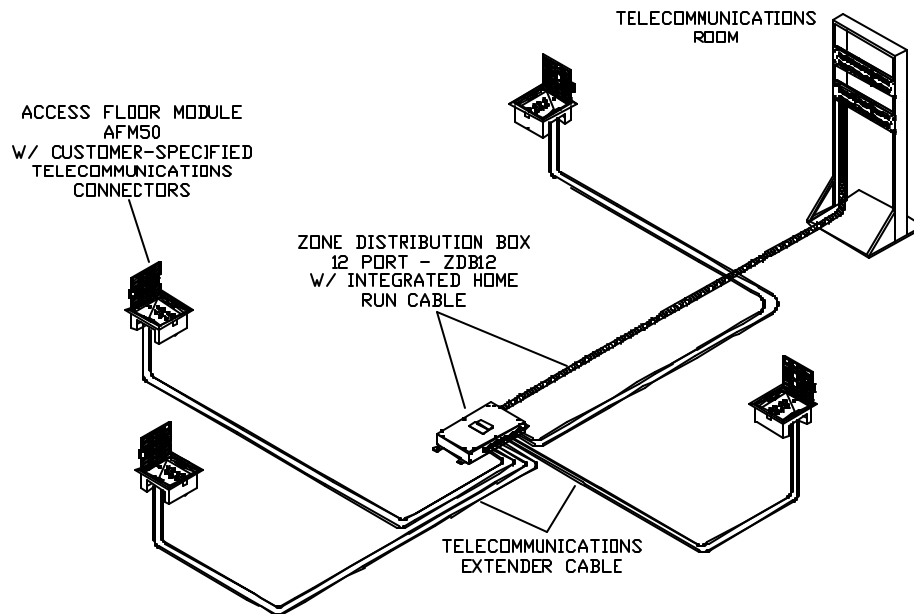 TELECOMMUNICATIONS
ROOM
ACCESS FLOOR MODULE
AFM50
W/ CUSTOMER-SPECIFIED
TELECOMMUNICATIONS
CONNECTORS
ZONE DISTRIBUTION BOX
12 PORT - ZDB12
W/ INTEGRATED HOME
RUN CABLE
TELECOMMUNICATIONS
EXTENDER CABLE